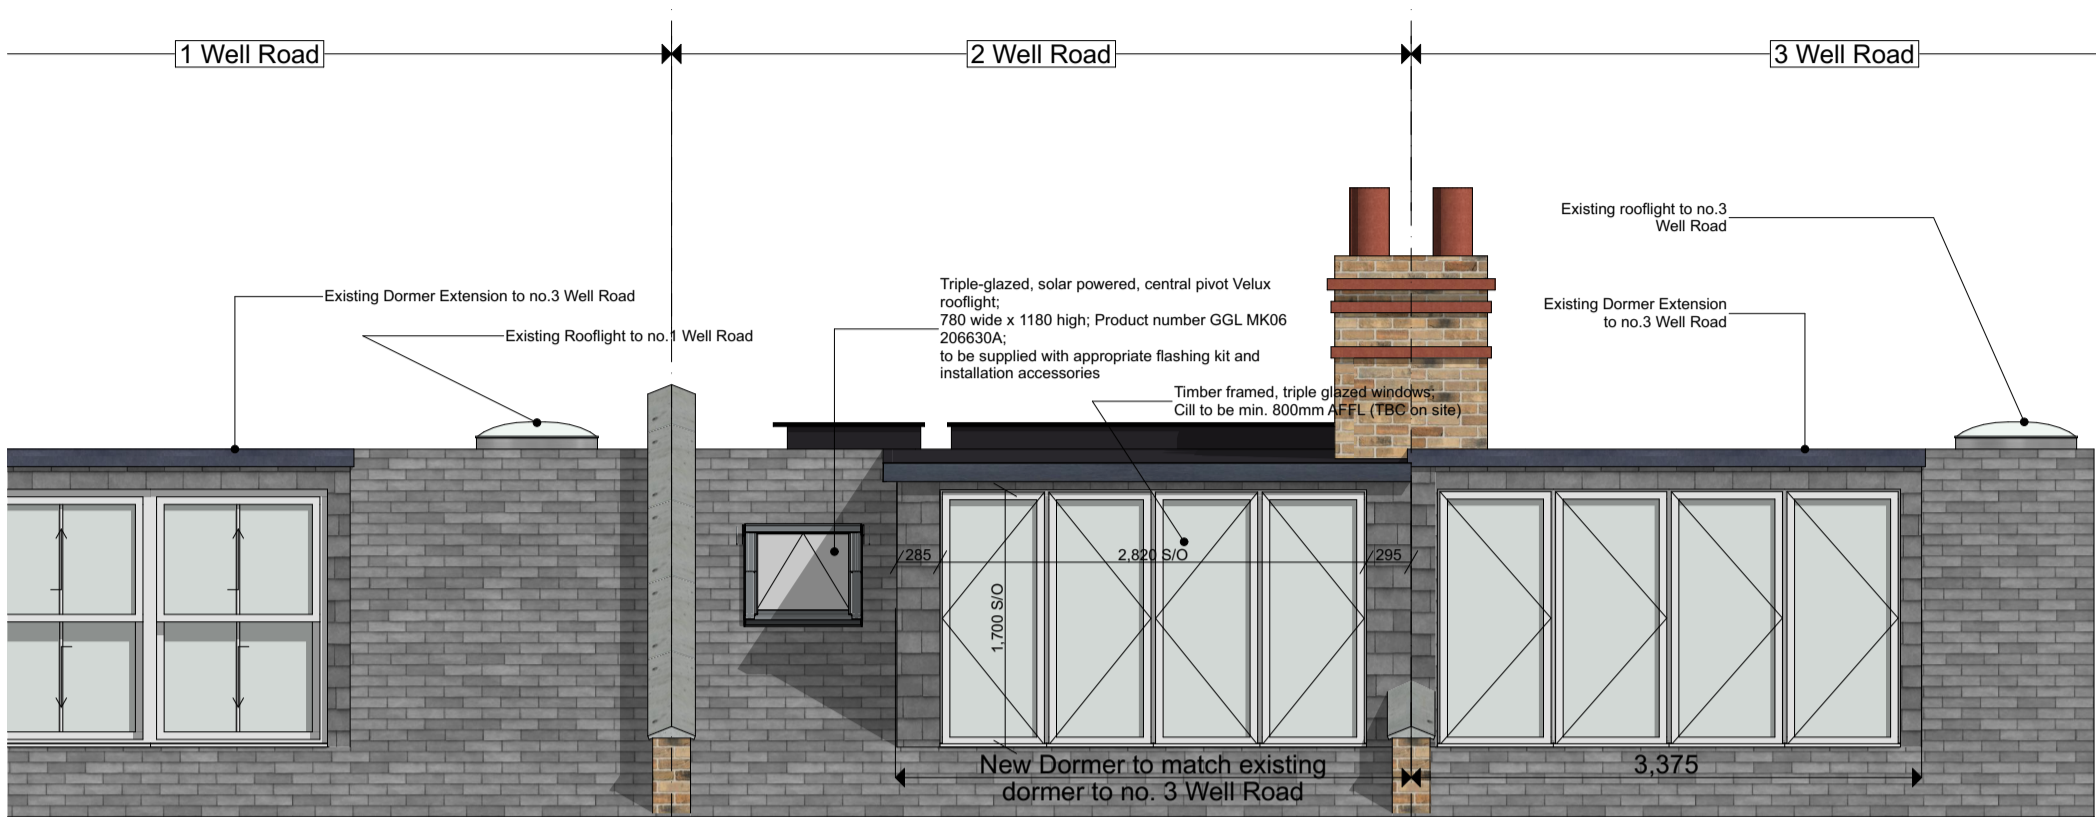 1 Well Road
2 Well Road
3 Well Road
Existing rooflight to no.3
Well Road
Existing Dormer Extension to no.3 Well Road
Existing Rooflight to no.1 Well Road
Triple-glazed, solar powered, central pivot Velux
rooflight;
780 wide x 1180 high; Product number GGL MK06
206630A;
to be supplied with appropriate flashing kit and
installation accessories
Existing Dormer Extension
to no.3 Well Road
Timber framed, triple glazed windows;
Cill to be min. 800mm AFFL (TBC on site)
285
2,820 S/O
295
1,700 S/O
New Dormer to match existing
dormer to no. 3 Well Road
3,375